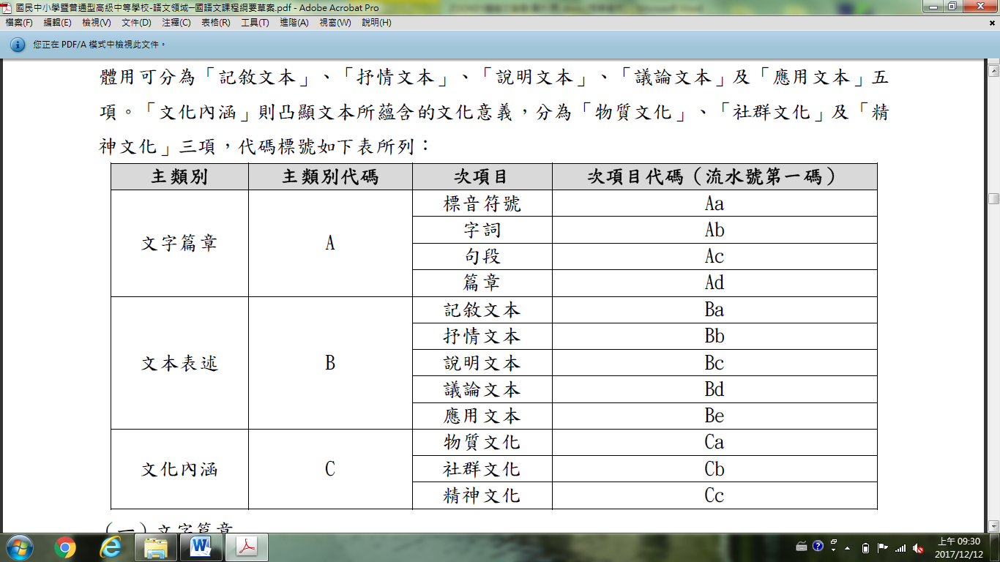 國民中小學暨普通型高級中等學校-語文領域─國語文課程綱要草案.pdf - Adobe Acrobat Pro
檔案(F) 編輯(E) 檢視(V) 文件(D) 注釋(C) 表格(R) 工具(T) 進階(A) 視窗(W) 說明(H)
您正在 PDF/A 模式中檢視此文件。
體用可分為「記敘文本」、「抒情文本」、「說明文本」、「議論文本」及「應用文本」五
項。「文化內涵」則凸顯文本所蘊含的文化意義，分為「物質文化」、「社群文化」及「精
神文化」三項，代碼標號如下表所列：
主類別 主類別代碼 次項目 次項目代碼（流水號第一碼）
文字篇章 A 標音符號 Aa
字詞 Ab
句段 Ac
篇章 Ad
文本表述 B 記敘文本 Ba
抒情文本 Bb
說明文本 Bc
議論文本 Bd
應用文本 Be
文化內涵 C 物質文化 Ca
社群文化 Cb
精神文化 Cc
（一）文字篇章
上午 09:30
2017/12/12